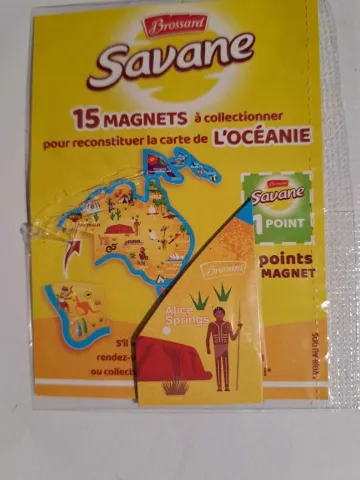 Brossard
Savane
15 MAGNETS à collectionner
pour reconstituer la carte de L'OCÉANIE
Brossard
Savane
1 POINT
points
MAGNET
Brossard
Alice
Springs
S'il
rendez-v
ou collecti